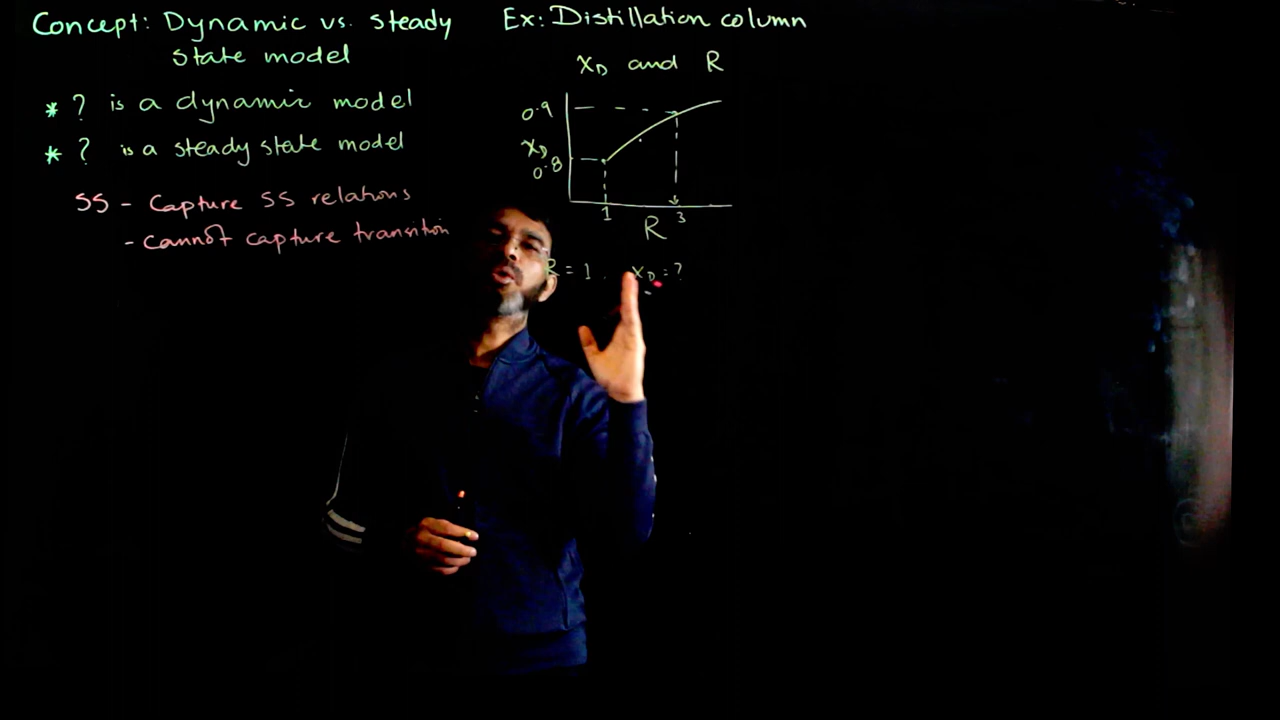 Concept: Dynamic vs. steady
state model
* ? is a dynamic model
* ? is a steady state model
SS - Capture SS relations
- Cannot capture transition
Ex: Distillation column
XD and R
0.9
XD
0.8
1
3
R
R = 1. XD = ?